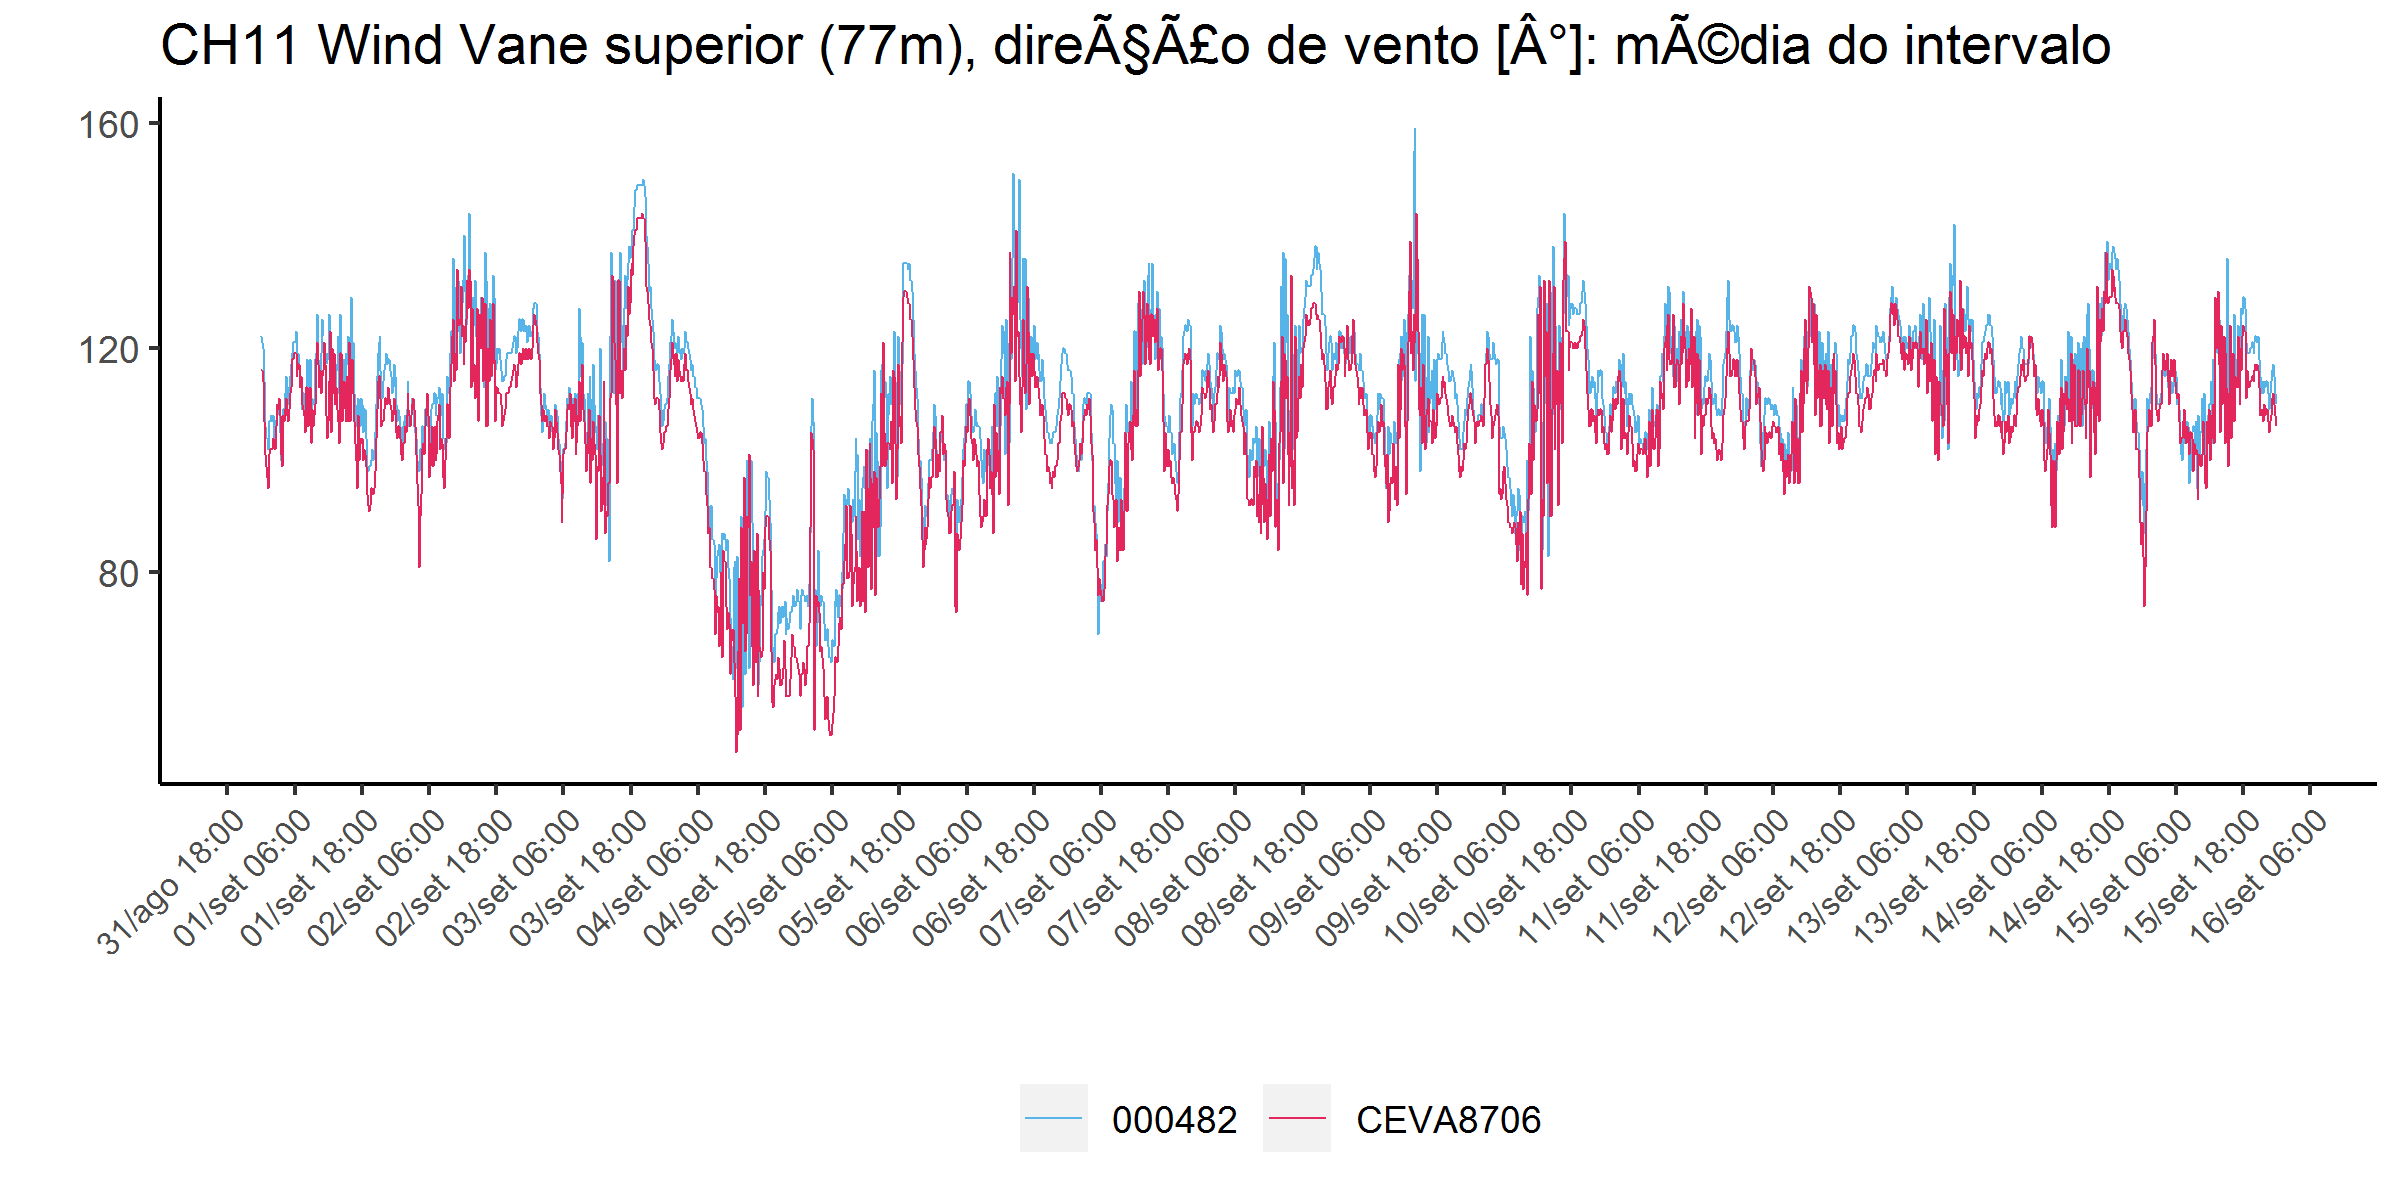 CH11 Wind Vane superior (77m), direÃ§Ã£o de vento [Â°]: mÃ©dia do intervalo
160
120
80
31/ago 18:00
01/set 06:00
01/set 18:00
02/set 06:00
02/set 18:00
03/set 06:00
03/set 18:00
04/set 06:00
04/set 18:00
05/set 06:00
05/set 18:00
06/set 06:00
06/set 18:00
07/set 06:00
07/set 18:00
08/set 06:00
08/set 18:00
09/set 06:00
09/set 18:00
10/set 06:00
10/set 18:00
11/set 06:00
11/set 18:00
12/set 06:00
12/set 18:00
13/set 06:00
13/set 18:00
14/set 06:00
14/set 18:00
15/set 06:00
15/set 18:00
16/set 06:00
000482
CEVA8706